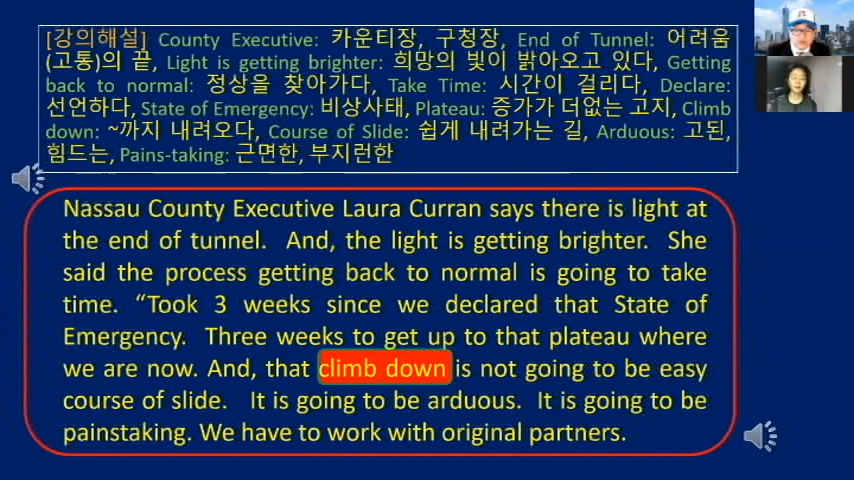 [강의해설] County Executive: 카운티장, 구청장, End of Tunnel: 어려움
(고통)의 끝, Light is getting brighter: 희망의 빛이 밝아오고 있다, Getting
back to normal: 정상을 찾아가다, Take Time: 시간이 걸리다, Declare:
선언하다, State of Emergency: 비상사태, Plateau: 증가가 더없는 고지, Climb
down: ~까지 내려오다, Course of Slide: 쉽게 내려가는 길, Arduous: 고된,
힘드는, Pains-taking: 근면한, 부지런한
Nassau County Executive Laura Curran says there is light at
the end of tunnel. And, the light is getting brighter. She
said the process getting back to normal is going to take
time. “Took 3 weeks since we declared that State of
Emergency. Three weeks to get up to that plateau where
we are now. And, that climb down is not going to be easy
course of slide. It is going to be arduous. It is going to be
painstaking. We have to work with original partners.